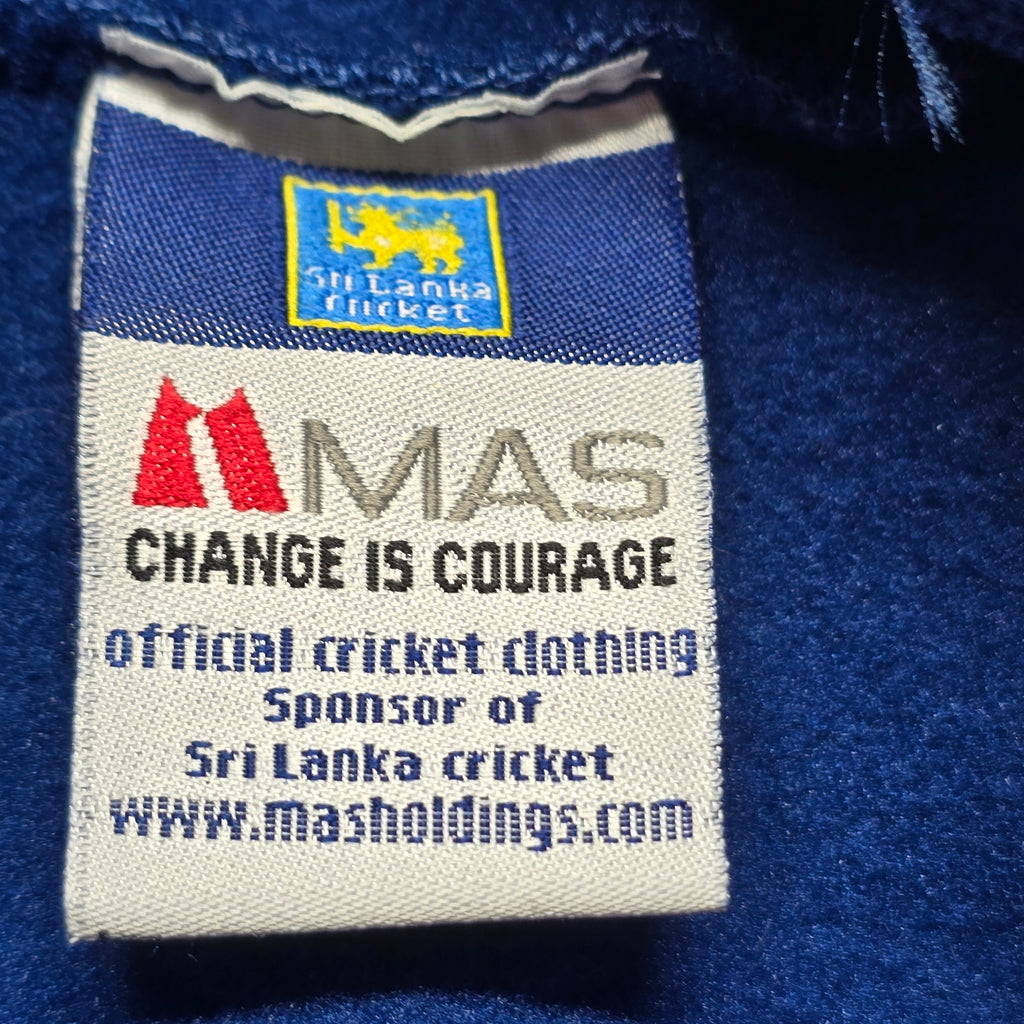 Sri Lanka
Cricket
MAS
CHANGE IS COURAGE
official cricket clothing
Sponsor of
Sri Lanka cricket
www.masholdings.com